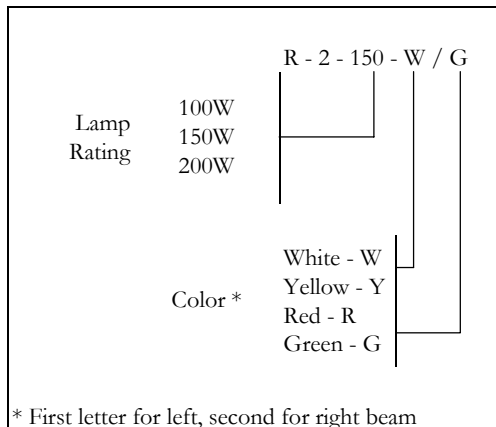 R - 2 - 150 - W / G
Lamp
Rating
100W
150W
200W
Color *
White - W
Yellow - Y
Red - R
Green - G
* First letter for left, second for right beam